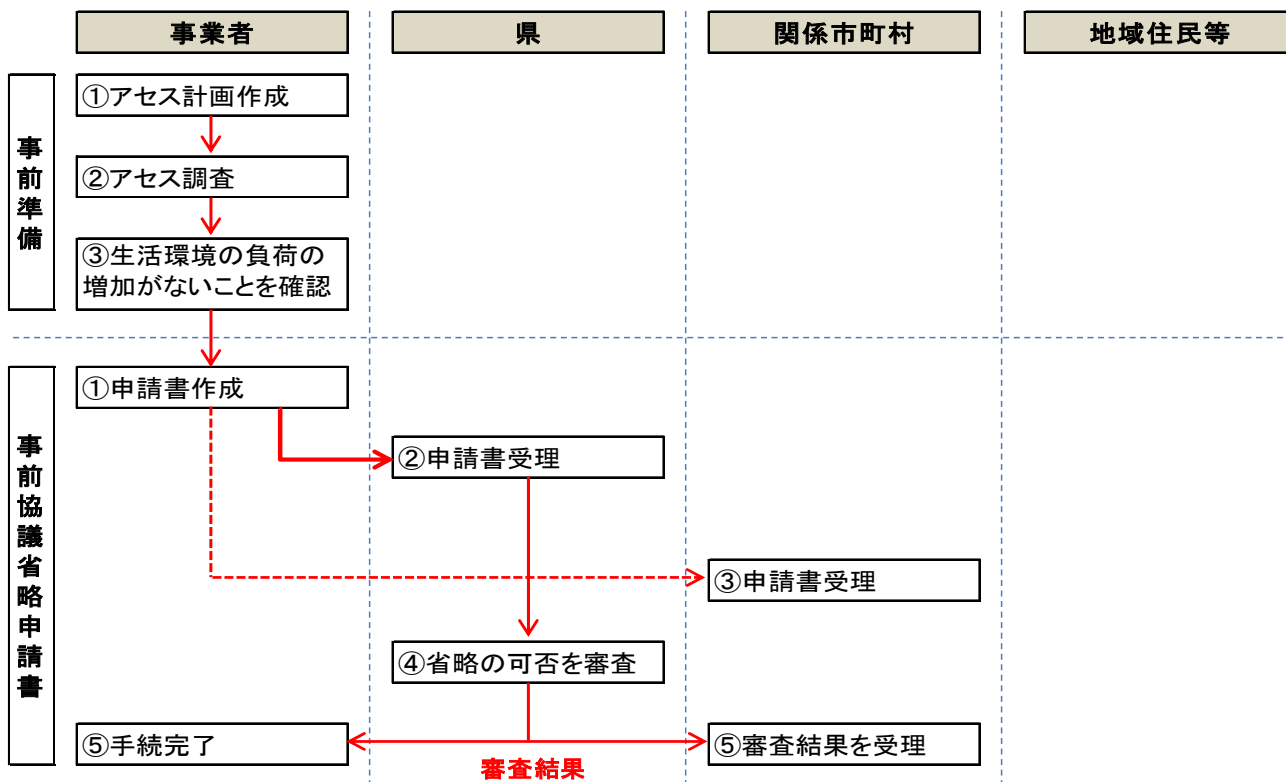 事業者
県
関係市町村
地域住民等
事前準備
①アセス計画作成
②アセス調査
③生活環境の負荷の
増加がないことを確認
事前協議省略申請書
①申請書作成
②申請書受理
③申請書受理
④省略の可否を審査
⑤手続完了
審査結果
⑤審査結果を受理